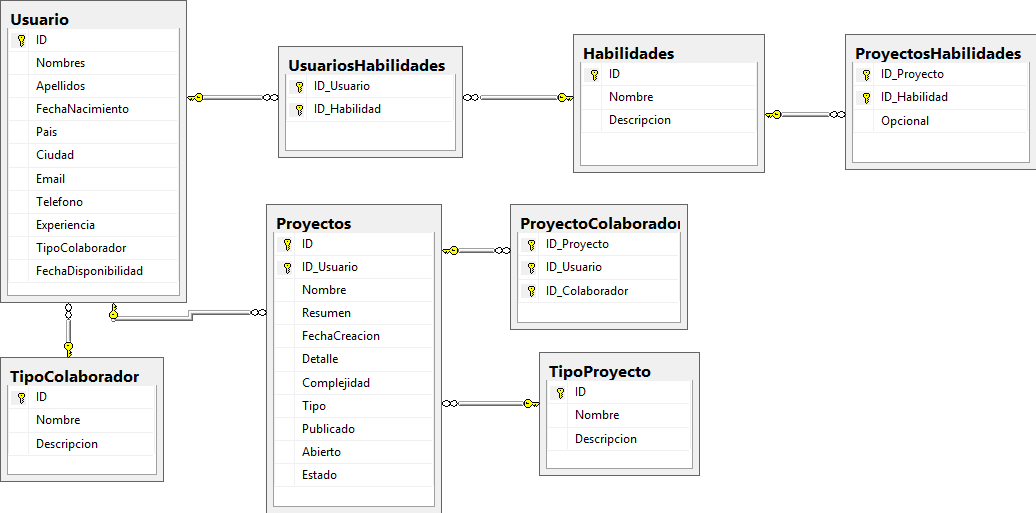 Usuario
ID
Nombres
Apellidos
FechaNacimiento
Pais
Ciudad
Email
Telefono
Experiencia
TipoColaborador
FechaDisponibilidad
UsuariosHabilidades
ID_Usuario
ID_Habilidad
Habilidades
ID
Nombre
Descripcion
ProyectosHabilidades
ID_Proyecto
ID_Habilidad
Opcional
Proyectos
ID
ID_Usuario
Nombre
Resumen
FechaCreacion
Detalle
Complejidad
Tipo
Publicado
Abierto
Estado
ProyectoColaborador
ID_Proyecto
ID_Usuario
ID_Colaborador
TipoColaborador
ID
Nombre
Descripcion
TipoProyecto
ID
Nombre
Descripcion